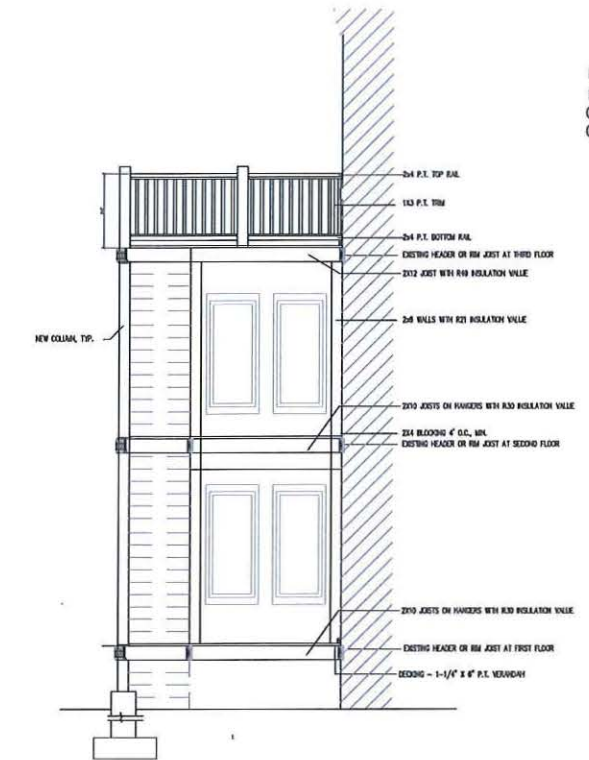 2x4 P.T. TOP RAIL
1X3 P.T. TRIM
2x4 P.T. BOTTOM RAIL
EXISTING HEADER OR RIM JOIST AT THIRD FLOOR
2X12 JOIST WITH R49 INSULATION VALUE
2x6 WALLS WITH R21 INSULATION VALUE
NEW COLUMN, TYP.
2X10 JOISTS ON HANGERS WITH R30 INSULATION VALUE
2X4 BLOCKING 4' O.C., MIN.
EXISTING HEADER OR RIM JOIST AT SECOND FLOOR
2X10 JOISTS ON HANGERS WITH R30 INSULATION VALUE
EXISTING HEADER OR RIM JOIST AT FIRST FLOOR
DECKING - 1-1/4" X 6" P.T. VERANDAH